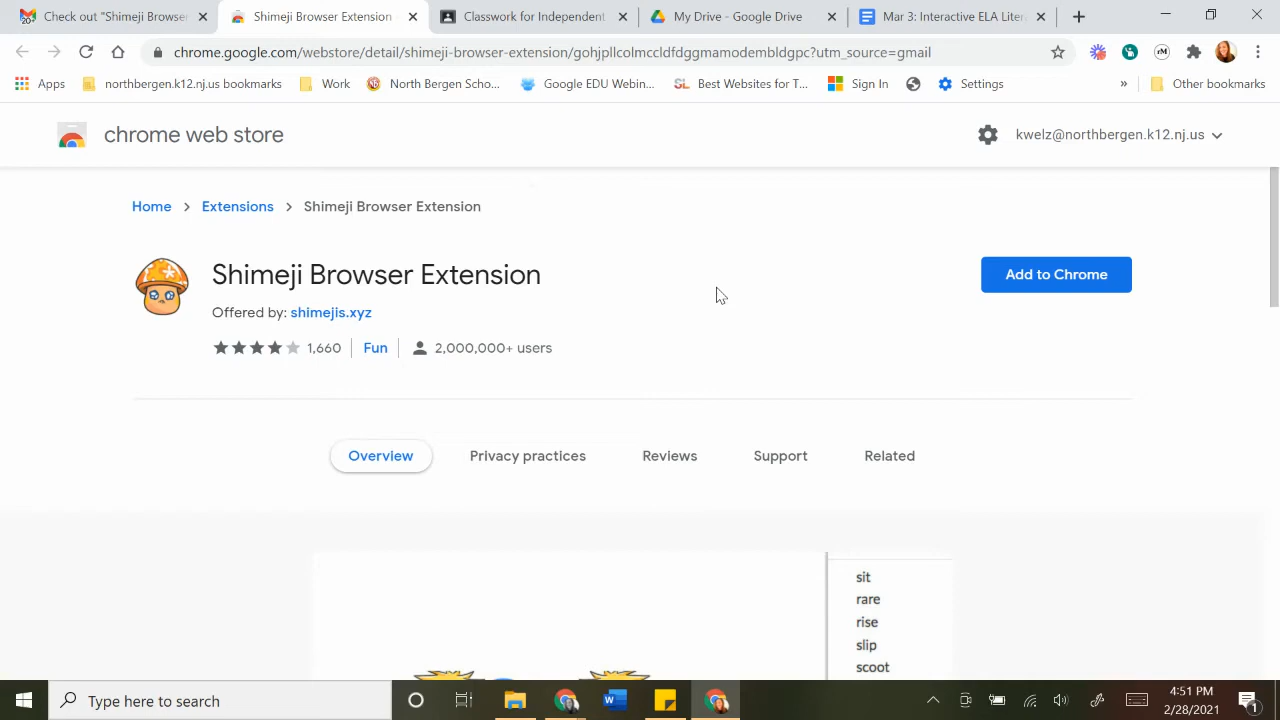 Check out "Shimeji Browser
Shimeji Browser Extension
Classwork for Independent
My Drive - Google Drive
Mar 3: Interactive ELA Liter
chrome.google.com/webstore/detail/shimeji-browser-extension/gohjpllcolmccldfdggmamodembldgpc?utm_source=gmail
rM
Apps
northbergen.k12.nj.us bookmarks
Work
North Bergen Scho...
Google EDU Webin...
SL
Best Websites for T...
Sign In
Settings
»
Other bookmarks
chrome web store
kwelz@northbergen.k12.nj.us
Home > Extensions > Shimeji Browser Extension
Shimeji Browser Extension
Add to Chrome
Offered by: shimejis.xyz
1,660
Fun
2,000,000+ users
Overview
Privacy practices
Reviews
Support
Related
sit
rare
rise
slip
scoot
Type here to search
W
4:51 PM
2/28/2021
1